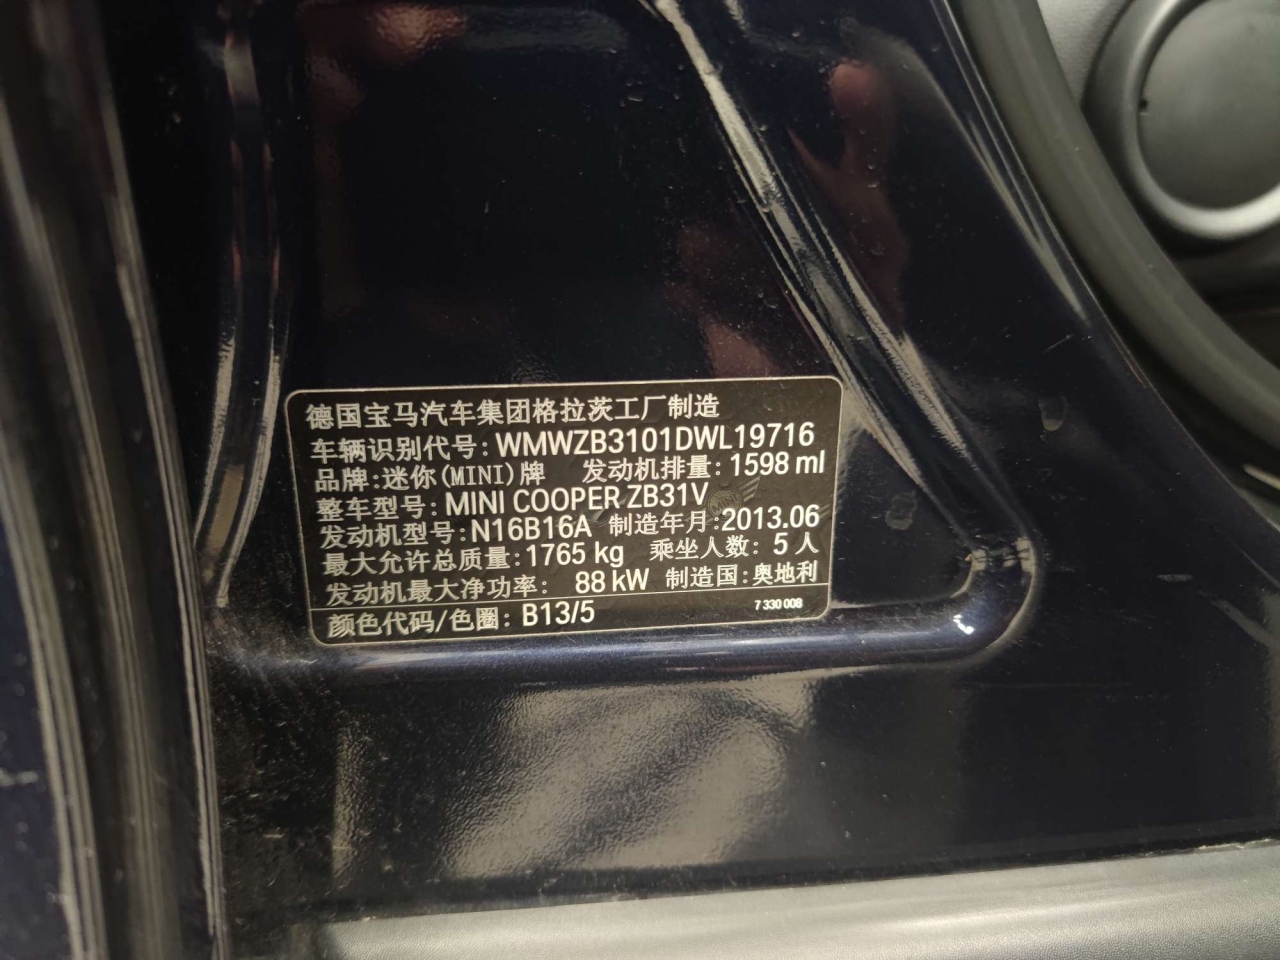 德国宝马汽车集团格拉茨工厂制造
车辆识别代号: WMWZB3101DWL19716
品牌:迷你(MINI)牌 发动机排量: 1598 ml
整车型号: MINI COOPER ZB31V
发动机型号: N16B16A 制造年月:2013.06
最大允许总质量: 1765 kg 乘坐人数: 5 人
发动机最大净功率: 88 kW 制造国:奥地利
颜色代码/色圈: B13/5 7 330 008